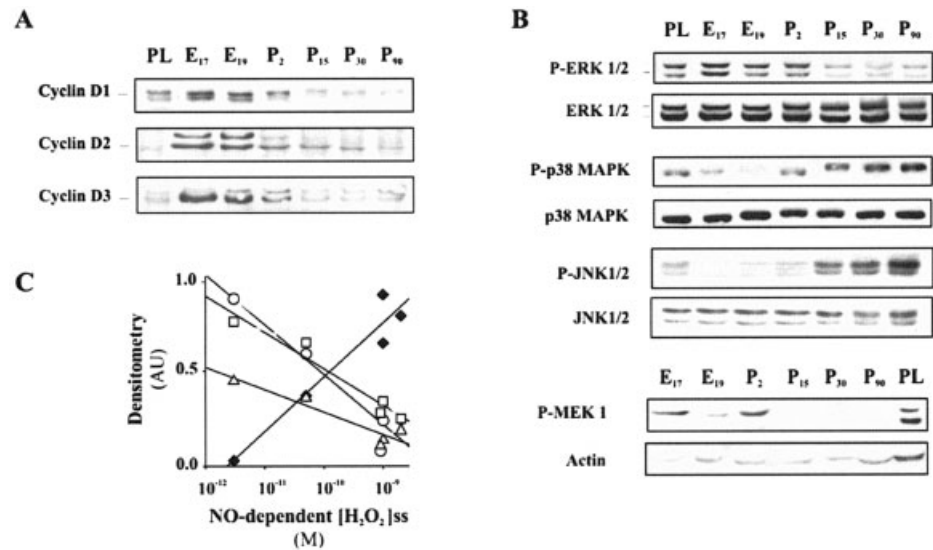 A
PL E₁₇ E₁₉ P₂ P₁₅ P₃₀ P₉₀
Cyclin D1
Cyclin D2
Cyclin D3
B
PL E₁₇ E₁₉ P₂ P₁₅ P₃₀ P₉₀
P-ERK 1/2
ERK 1/2
P-p38 MAPK
p38 MAPK
P-JNK1/2
JNK1/2
E₁₇ E₁₉ P₂ P₁₅ P₃₀ P₉₀ PL
P-MEK 1
Actin
C
Densitometry
(AU)
1.0
0.5
0.0
10⁻¹² 10⁻¹¹ 10⁻¹⁰ 10⁻⁹
NO-dependent [H₂O₂]ss
(M)